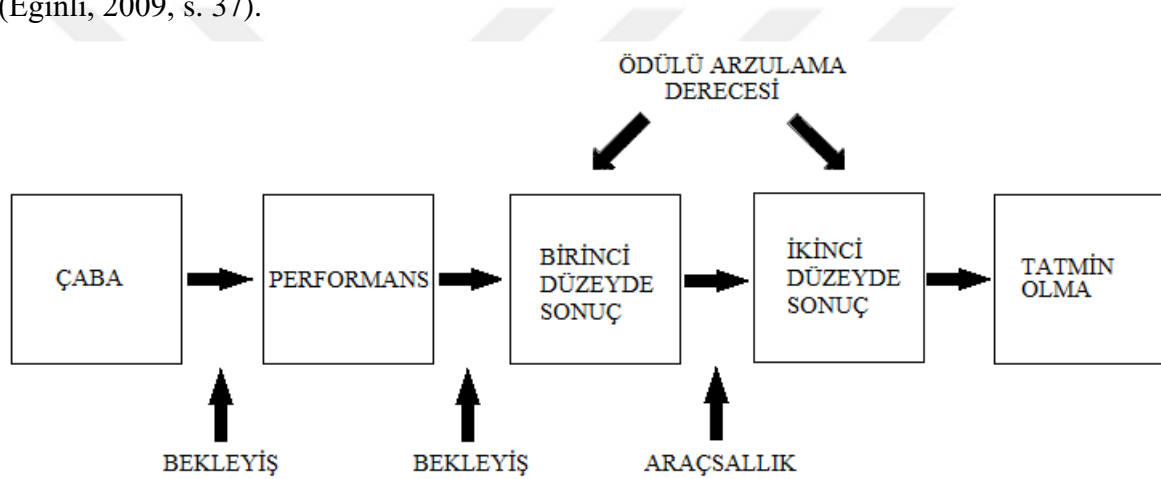 (Eğinli, 2009, s. 37).
ÖDÜLÜ ARZULAMA
DERECESİ
ÇABA
PERFORMANS
BİRİNCİ
DÜZEYDE
SONUÇ
İKİNCİ
DÜZEYDE
SONUÇ
TATMİN
OLMA
BEKLEYİŞ
BEKLEYİŞ
ARAÇSALLIK